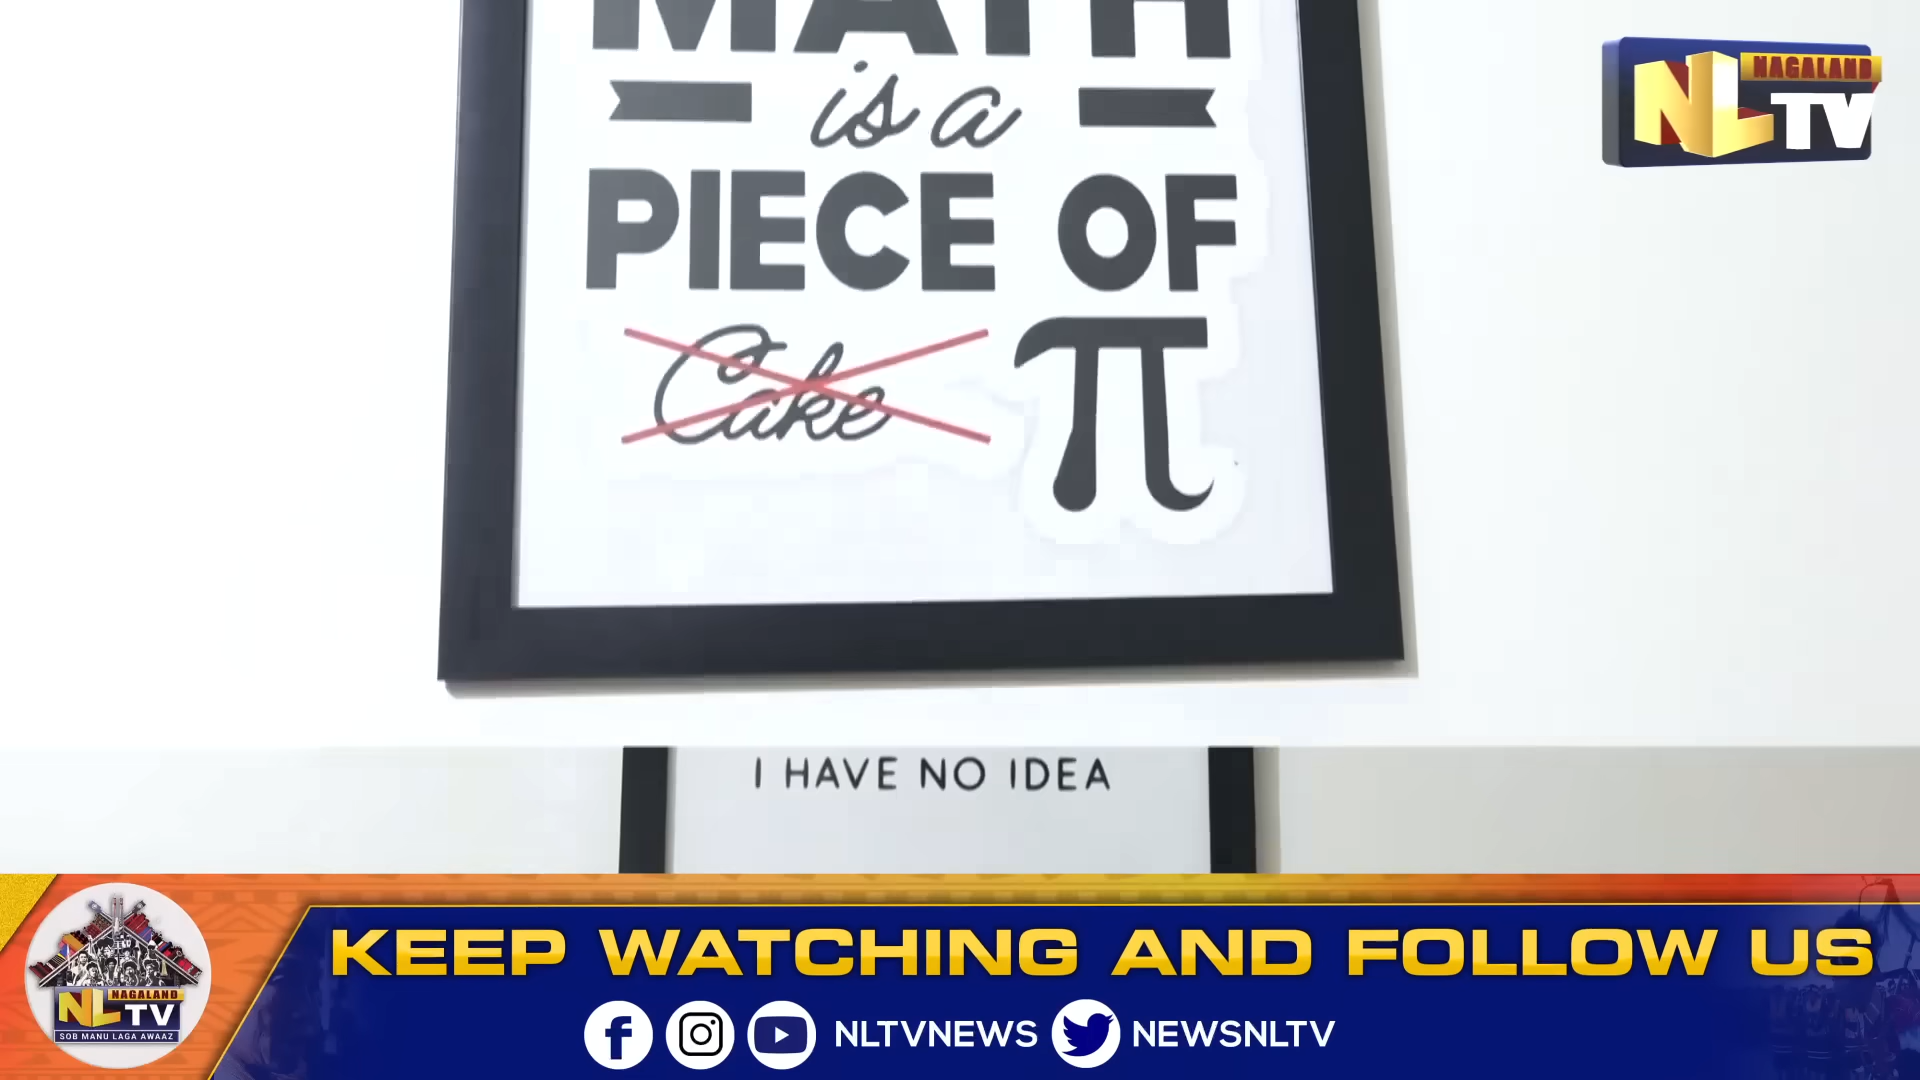 MATH
is a
PIECE OF
Cake π
I HAVE NO IDEA
NAGALAND
NL TV
KEEP WATCHING AND FOLLOW US
NLTVNEWS NEWSNLTV
NAGALAND
NL TV
SOB MANU LAGA AWAAZ